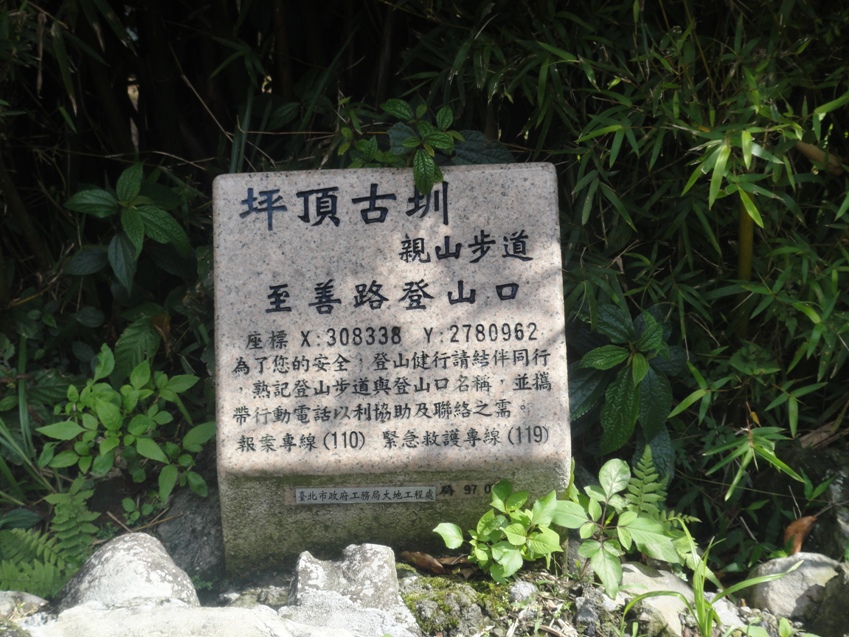 坪頂古圳
親山步道
至善路登山口
座標 X:308338 Y:2780962
為了您的安全，登山健行請結伴同行
，熟記登山步道與登山口名稱，並攜
帶行動電話以利協助及聯絡之需。
報案專線(110) 緊急救護專線(119)
臺北市政府工務局大地工程處 97